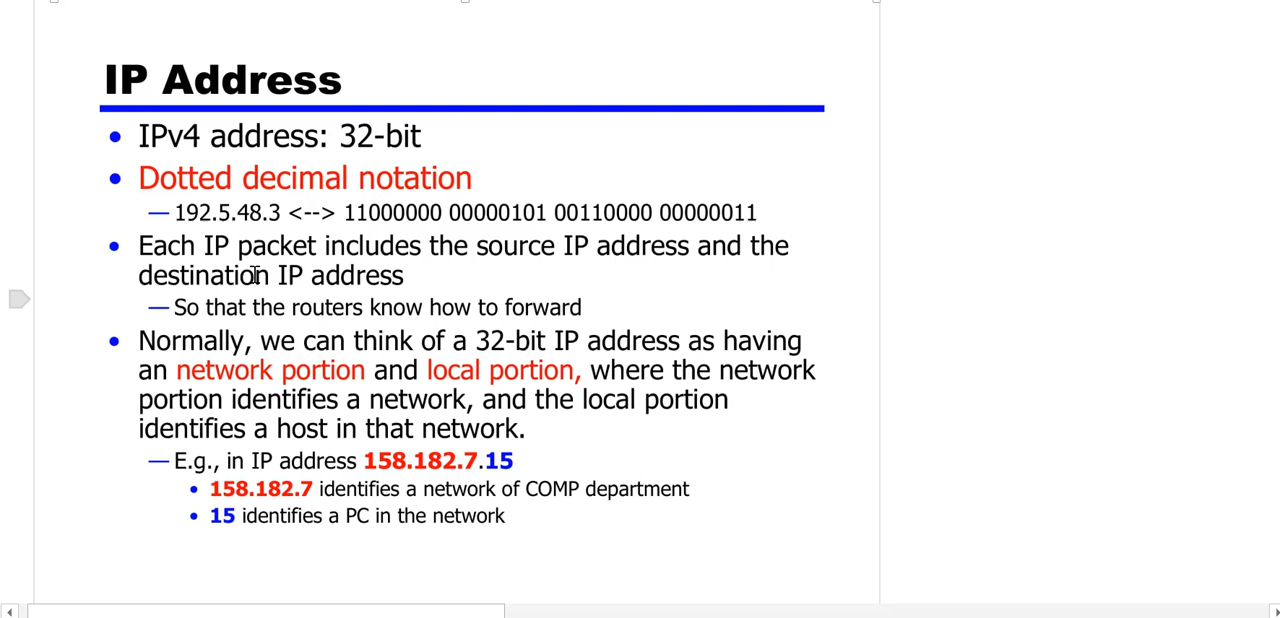 IP Address
• IPv4 address: 32-bit
• Dotted decimal notation
— 192.5.48.3 <--> 11000000 00000101 00110000 00000011
• Each IP packet includes the source IP address and the
destination IP address
— So that the routers know how to forward
• Normally, we can think of a 32-bit IP address as having
an network portion and local portion, where the network
portion identifies a network, and the local portion
identifies a host in that network.
— E.g., in IP address 158.182.7.15
• 158.182.7 identifies a network of COMP department
• 15 identifies a PC in the network